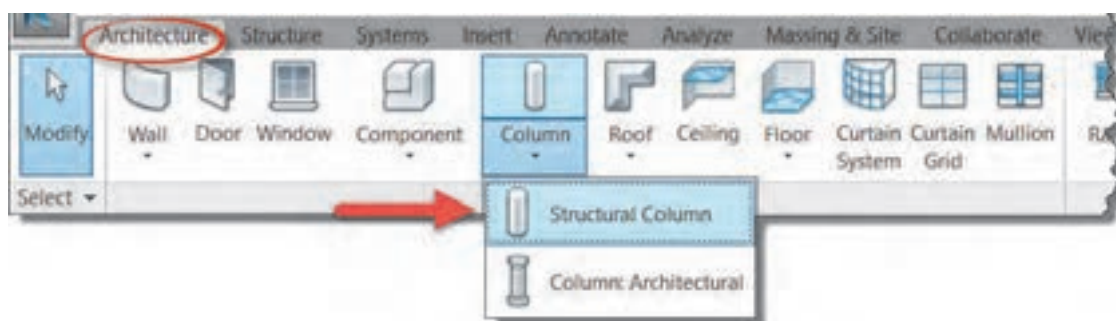 Architecture Structure Systems Insert Annotate Analyze Massing & Site Collaborate
Modify Wall Door Window Component Column Roof Ceiling Floor Curtain System Curtain Grid Mullion
Select
Structural Column
Column: Architectural